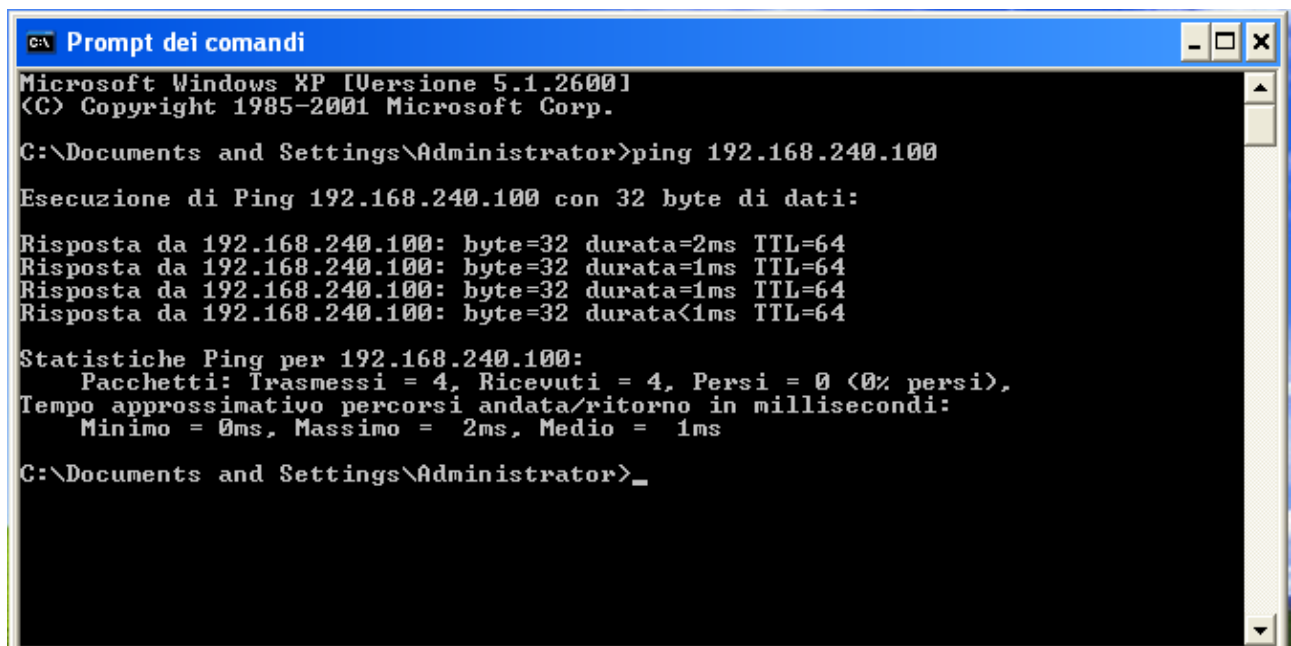 Prompt dei comandi
Microsoft Windows XP [Versione 5.1.2600]
(C) Copyright 1985-2001 Microsoft Corp.
C:\Documents and Settings\Administrator>ping 192.168.240.100
Esecuzione di Ping 192.168.240.100 con 32 byte di dati:
Risposta da 192.168.240.100: byte=32 durata=2ms TTL=64
Risposta da 192.168.240.100: byte=32 durata=1ms TTL=64
Risposta da 192.168.240.100: byte=32 durata=1ms TTL=64
Risposta da 192.168.240.100: byte=32 durata<1ms TTL=64
Statistiche Ping per 192.168.240.100:
    Pacchetti: Trasmessi = 4, Ricevuti = 4, Persi = 0 (0% persi),
Tempo approssimativo percorsi andata/ritorno in millisecondi:
    Minimo = 0ms, Massimo =  2ms, Medio =  1ms
C:\Documents and Settings\Administrator>_